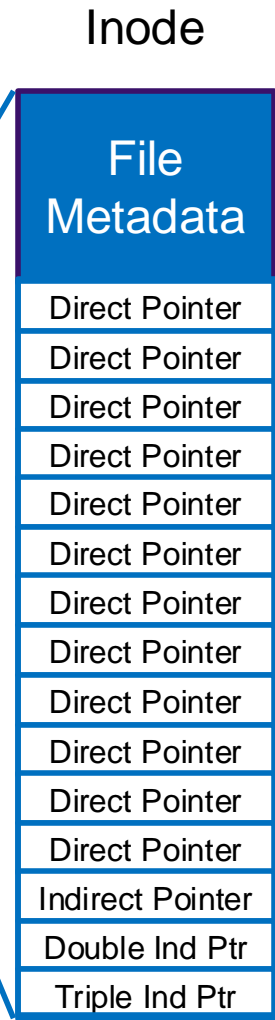 Inode
File
Metadata
Direct Pointer
Direct Pointer
Direct Pointer
Direct Pointer
Direct Pointer
Direct Pointer
Direct Pointer
Direct Pointer
Direct Pointer
Direct Pointer
Direct Pointer
Direct Pointer
Indirect Pointer
Double Ind Ptr
Triple Ind Ptr